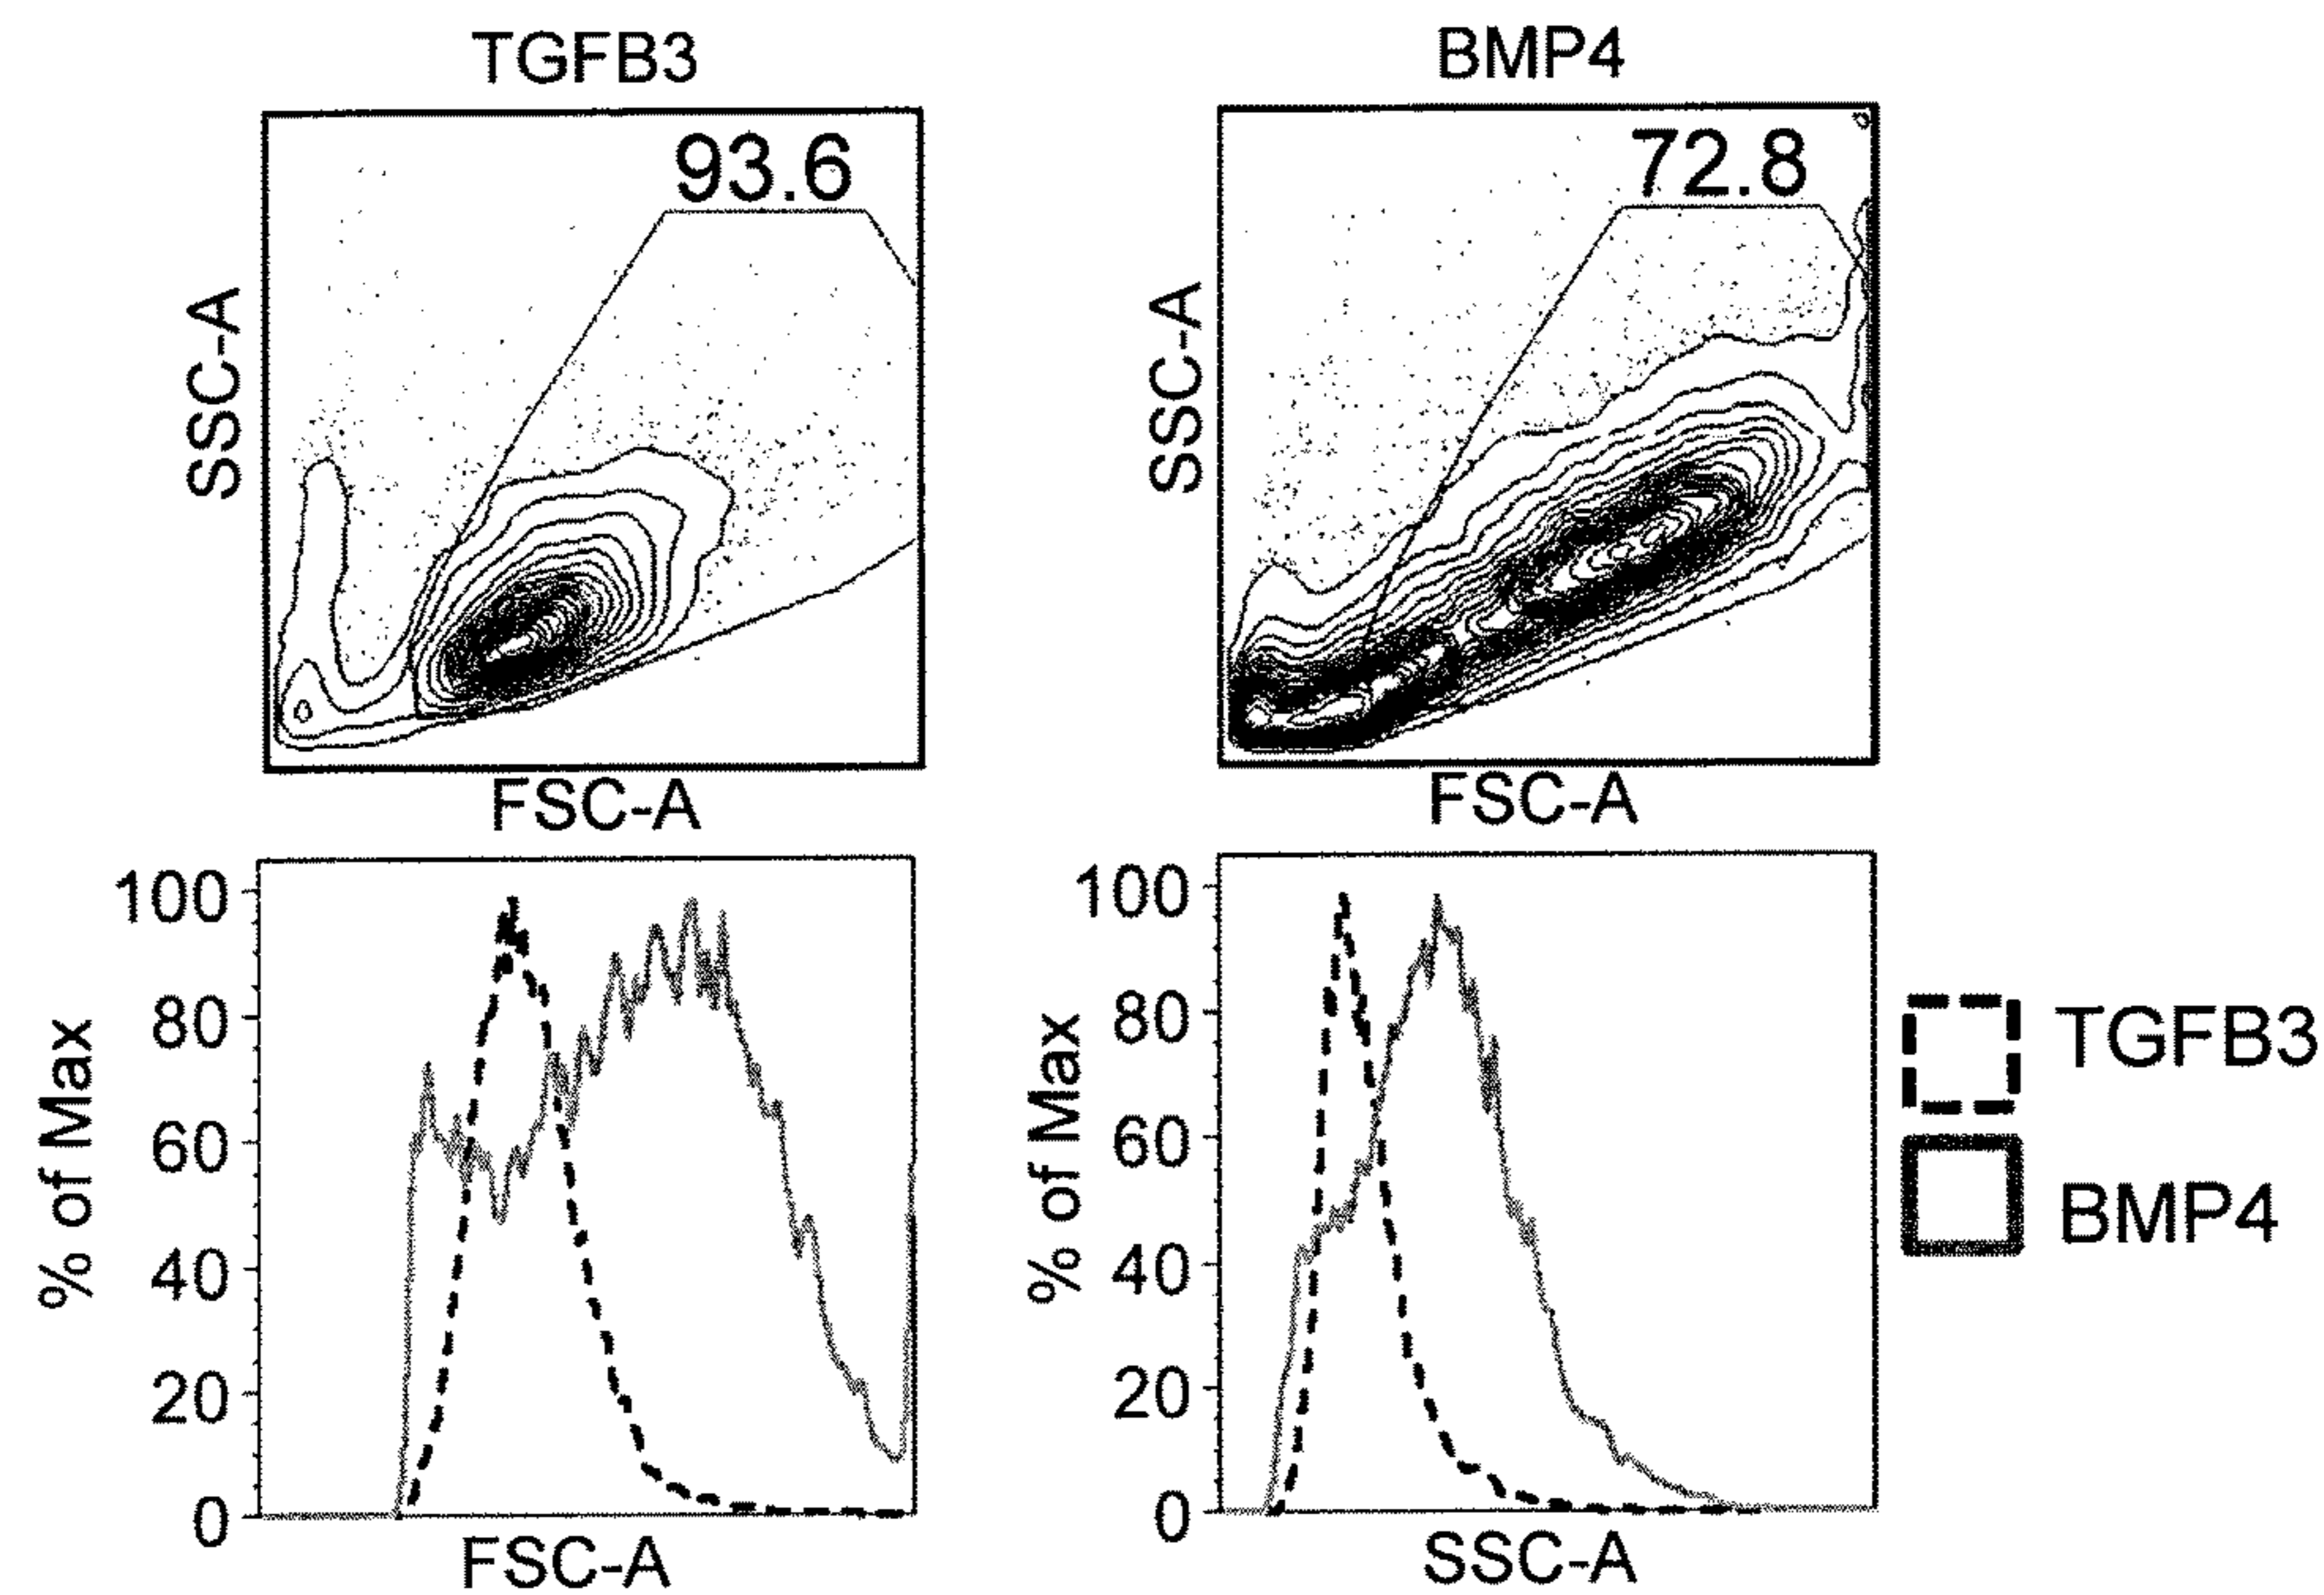 TGFB3
93.6
SSC-A
FSC-A
BMP4
72.8
SSC-A
FSC-A
100
80
60
40
20
0
% of Max
FSC-A
100
80
60
40
20
0
% of Max
SSC-A
TGFB3
BMP4